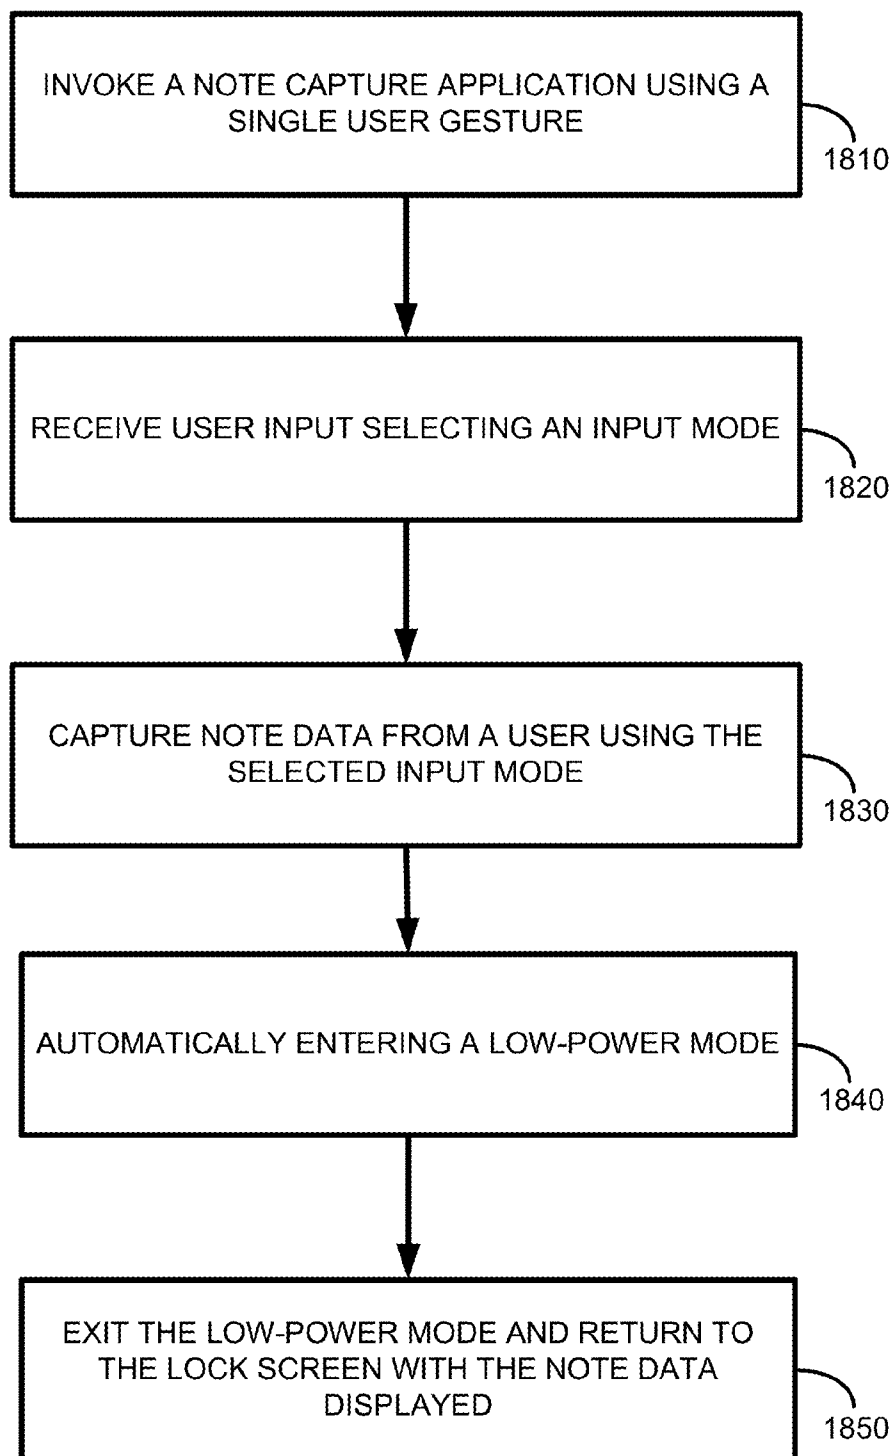 INVOKE A NOTE CAPTURE APPLICATION USING A
SINGLE USER GESTURE
1810
RECEIVE USER INPUT SELECTING AN INPUT MODE
1820
CAPTURE NOTE DATA FROM A USER USING THE
SELECTED INPUT MODE
1830
AUTOMATICALLY ENTERING A LOW-POWER MODE
1840
EXIT THE LOW-POWER MODE AND RETURN TO
THE LOCK SCREEN WITH THE NOTE DATA
DISPLAYED
1850